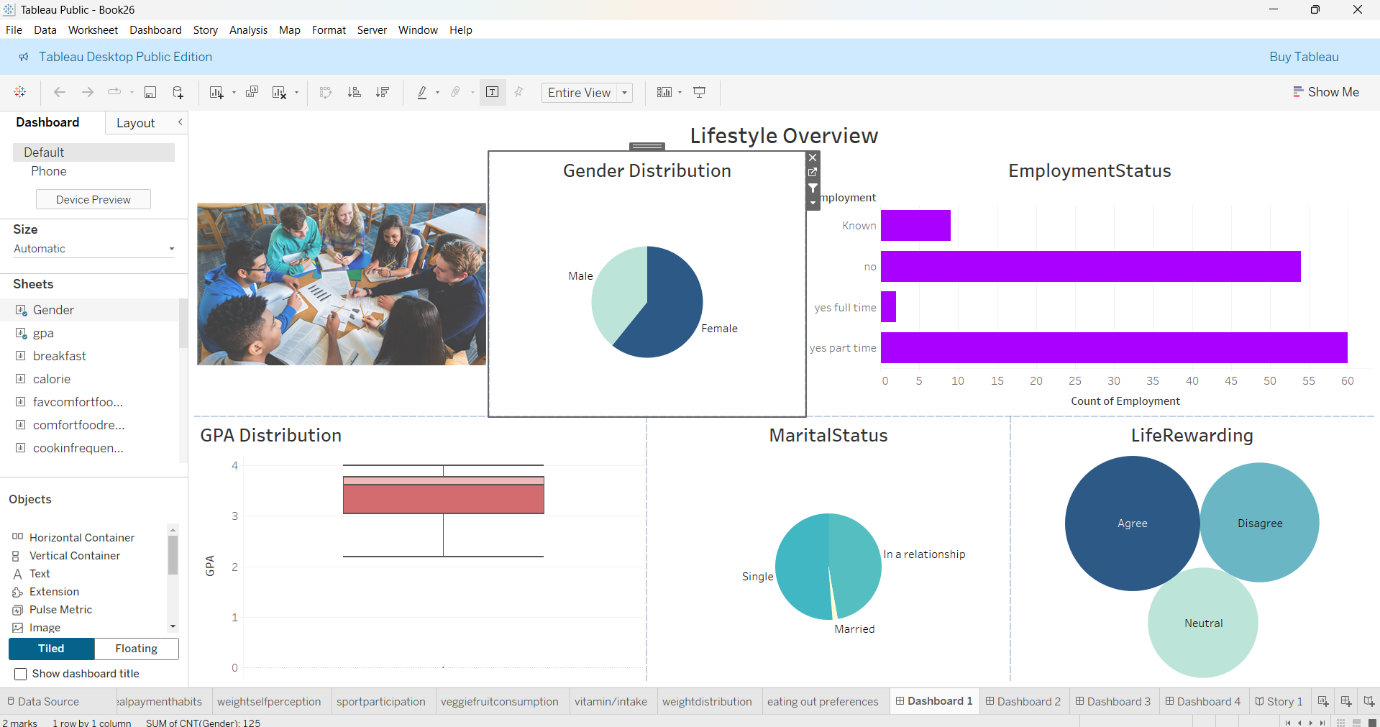 Tableau Public - Book26
File Data Worksheet Dashboard Story Analysis Map Format Server Window Help
Tableau Desktop Public Edition
Buy Tableau
Entire View
Show Me
Dashboard
Layout
Default
Phone
Device Preview
Size
Automatic
Sheets
Gender
gpa
breakfast
calorie
favcomfortfoo...
comfortfoodre...
cookinfrequen...
Objects
Horizontal Container
Vertical Container
Text
Extension
Pulse Metric
Image
Tiled
Floating
Show dashboard title
Lifestyle Overview
Gender Distribution
Male
Female
EmploymentStatus
mployment
Known
no
yes full time
yes part time
0 5 10 15 20 25 30 35 40 45 50 55 60
Count of Employment
GPA Distribution
4
3
2
1
0
GPA
MaritalStatus
In a relationship
Single
Married
LifeRewarding
Agree
Disagree
Neutral
Data Source
ealpaymenthabits
weightselfperception
sportparticipation
veggiefruitconsumption
vitamin/intake
weightdistribution
eating out preferences
Dashboard 1
Dashboard 2
Dashboard 3
Dashboard 4
Story 1
2 marks 1 row by 1 column SUM of CNT(Gender): 125